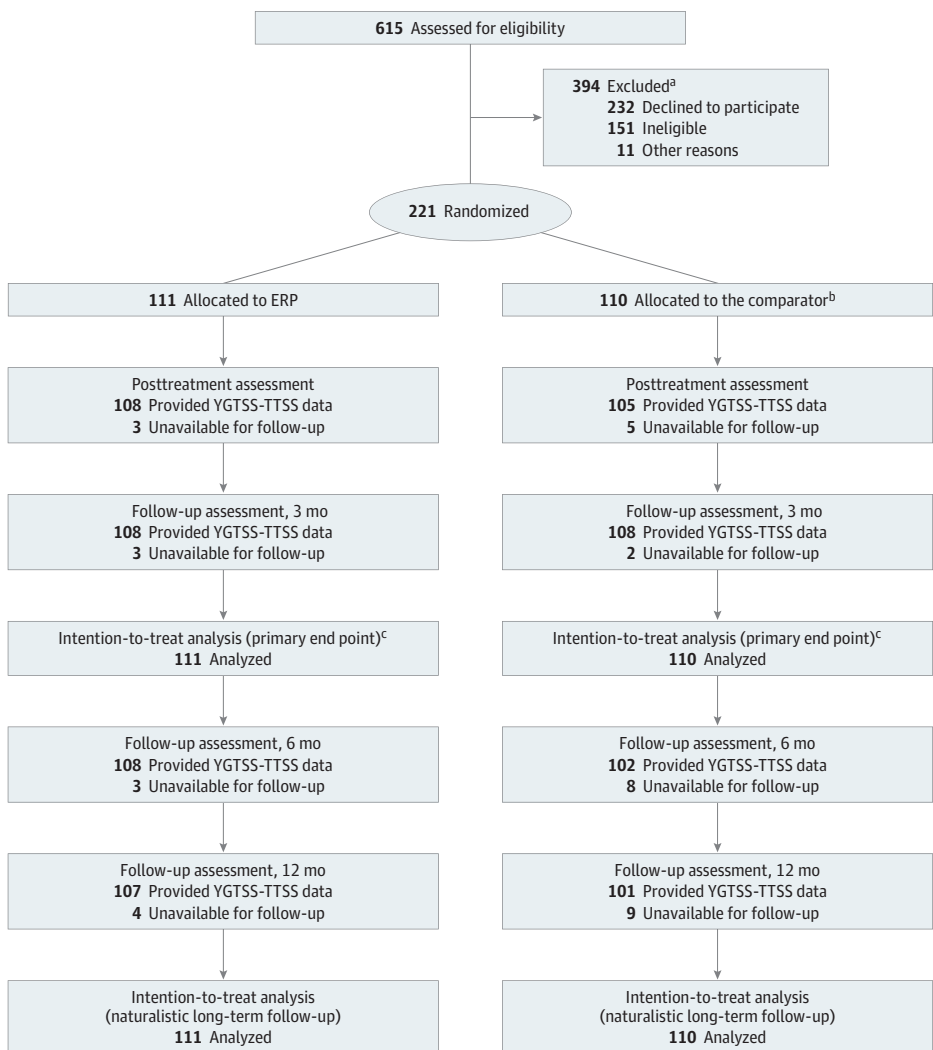 615 Assessed for eligibility
394 Excludedᵃ
232 Declined to participate
151 Ineligible
11 Other reasons
221 Randomized
111 Allocated to ERP
110 Allocated to the comparatorᵇ
Posttreatment assessment
108 Provided YGTSS-TTSS data
3 Unavailable for follow-up
Posttreatment assessment
105 Provided YGTSS-TTSS data
5 Unavailable for follow-up
Follow-up assessment, 3 mo
108 Provided YGTSS-TTSS data
3 Unavailable for follow-up
Follow-up assessment, 3 mo
108 Provided YGTSS-TTSS data
2 Unavailable for follow-up
Intention-to-treat analysis (primary end point)ᶜ
111 Analyzed
Intention-to-treat analysis (primary end point)ᶜ
110 Analyzed
Follow-up assessment, 6 mo
108 Provided YGTSS-TTSS data
3 Unavailable for follow-up
Follow-up assessment, 6 mo
102 Provided YGTSS-TTSS data
8 Unavailable for follow-up
Follow-up assessment, 12 mo
107 Provided YGTSS-TTSS data
4 Unavailable for follow-up
Follow-up assessment, 12 mo
101 Provided YGTSS-TTSS data
9 Unavailable for follow-up
Intention-to-treat analysis
(naturalistic long-term follow-up)
111 Analyzed
Intention-to-treat analysis
(naturalistic long-term follow-up)
110 Analyzed